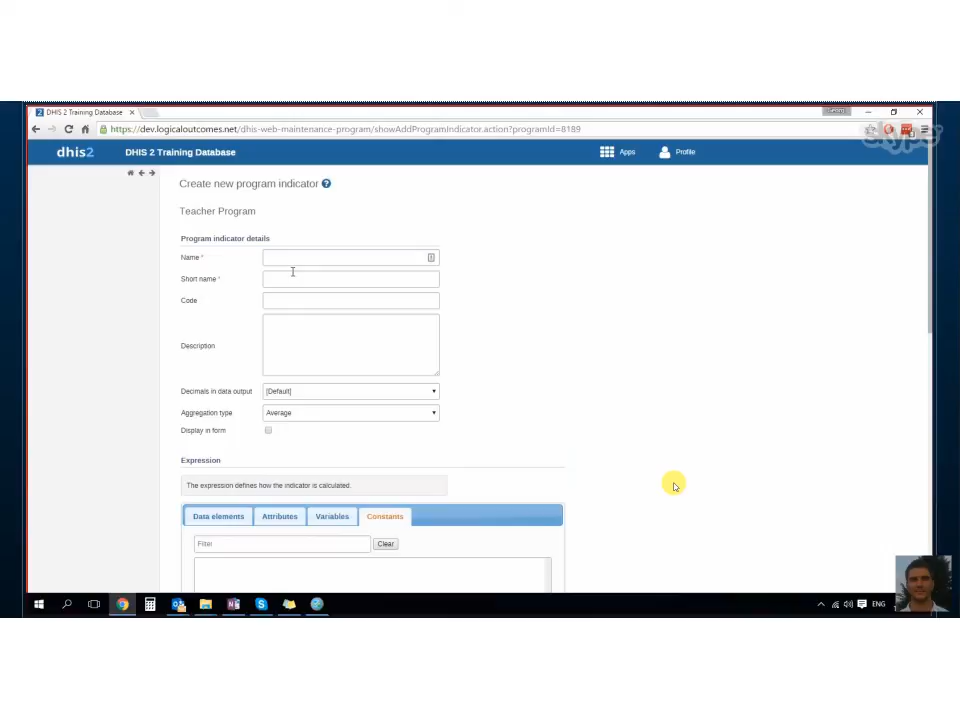 DHIS 2 Training Database
https://dev.logicaloutcomes.net/dhis-web-maintenance-program/showAddProgramIndicator.action?programId=8189
skype
dhis2 DHIS 2 Training Database Apps Profile
Create new program indicator
Teacher Program
Program indicator details
Name *
Short name *
Code
Description
Decimals in data output [Default]
Aggregation type Average
Display in form
Expression
The expression defines how the indicator is calculated.
Data elements Attributes Variables Constants
Filter Clear
ENG